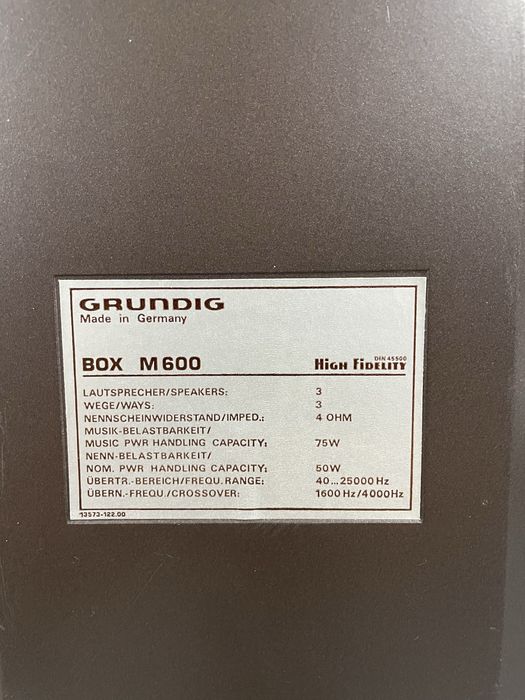 GRUNDIG
Made in Germany
BOX M 600
DIN 45500
HIGH FIDELITY
LAUTSPRECHER/SPEAKERS: 3
WEGE/WAYS: 3
NENNSCHEINWIDERSTAND/IMPED.: 4 OHM
MUSIK-BELASTBARKEIT/
MUSIC PWR HANDLING CAPACITY: 75W
NENN-BELASTBARKEIT/
NOM. PWR HANDLING CAPACITY: 50W
ÜBERTR.-BEREICH/FREQU. RANGE: 40...25000 Hz
ÜBERN.-FREQU./CROSSOVER: 1600 Hz/4000Hz
13573-122.00